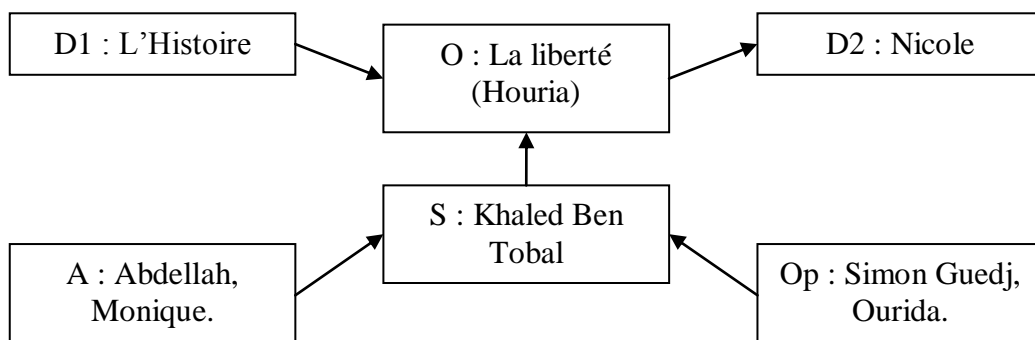 D1 : L’Histoire
O : La liberté
(Houria)
D2 : Nicole
S : Khaled Ben
Tobal
A : Abdellah,
Monique.
Op : Simon Guedj,
Ourida.